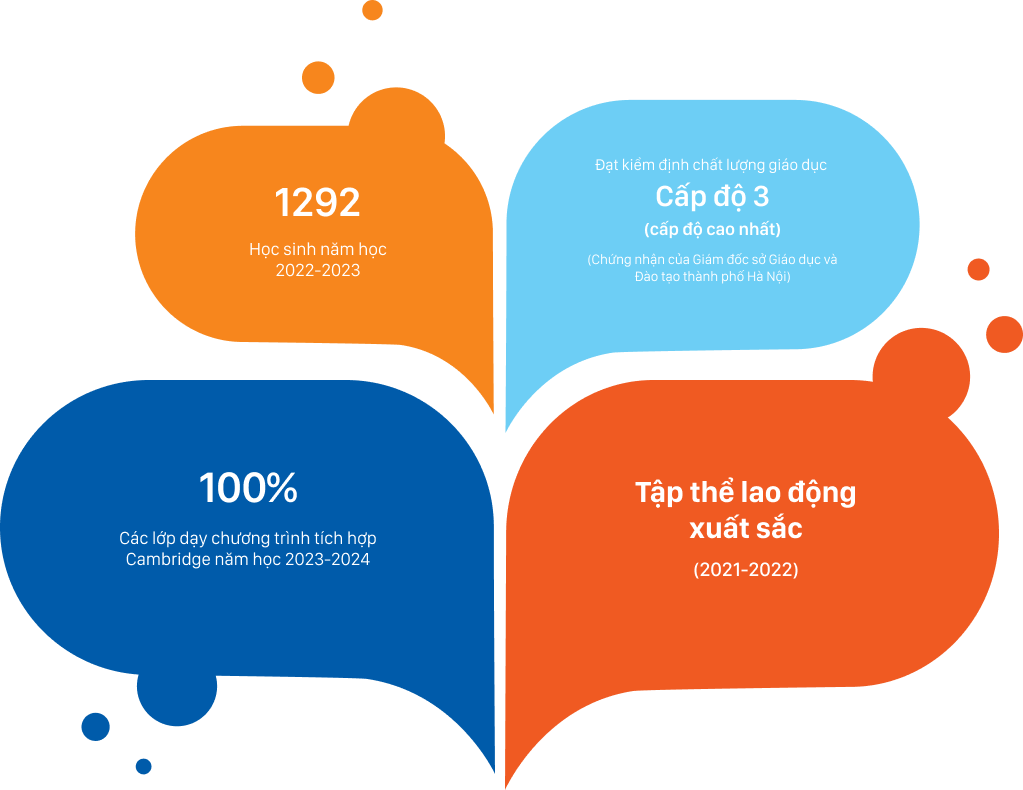 1292
Học sinh năm học
2022-2023
Đạt kiểm định chất lượng giáo dục
Cấp độ 3
(cấp độ cao nhất)
(Chứng nhận của Giám đốc sở Giáo dục và
Đào tạo thành phố Hà Nội)
100%
Các lớp dạy chương trình tích hợp
Cambridge năm học 2023-2024
Tập thể lao động
xuất sắc
(2021-2022)